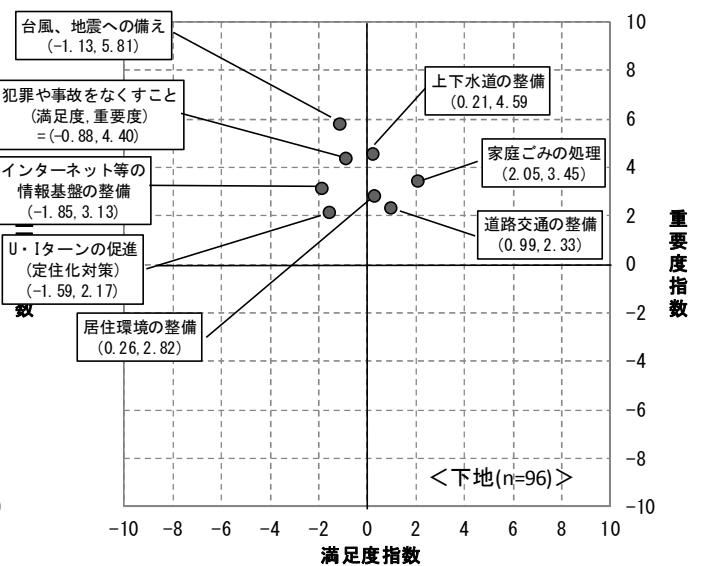 台風、地震への備え
(-1.13, 5.81)
犯罪や事故をなくすこと
(満足度, 重要度)
=(-0.88, 4.40)
インターネット等の
情報基盤の整備
(-1.85, 3.13)
U・Iターンの促進
(定住化対策)
(-1.59, 2.17)
数
居住環境の整備
(0.26, 2.82)
上下水道の整備
(0.21, 4.59
家庭ごみの処理
(2.05, 3.45)
道路交通の整備
(0.99, 2.33)
10
8
6
4
2
0
-2
-4
-6
-8
-10
重要度指数
＜下地(n=96)＞
-10 -8 -6 -4 -2 0 2 4 6 8 10
満足度指数